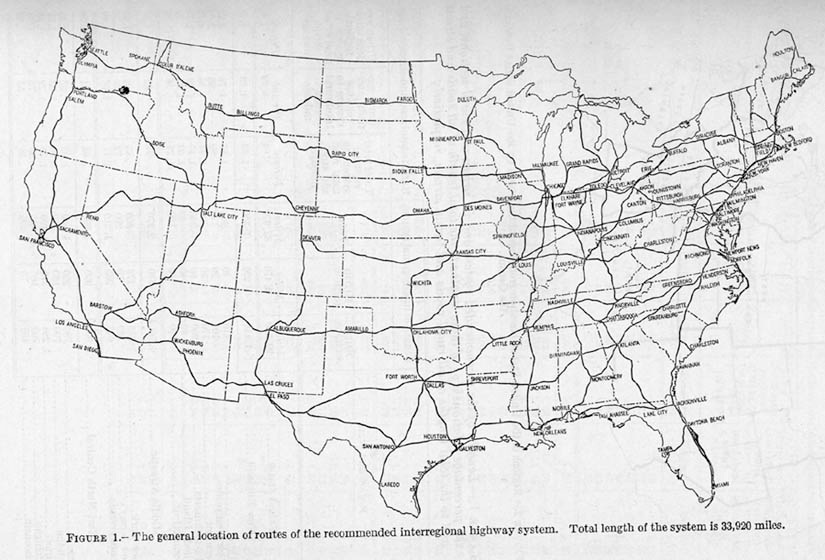 SEATTLE
OLYMPIA
SPOKANE
COEUR D'ALENE
PORTLAND
SALEM
BUTTE
BILLINGS
BISMARCK
FARGO
DULUTH
HOULTON
BANGOR
CALAIS
BOISE
RAPID CITY
MINNEAPOLIS
ST. PAUL
SIOUX FALLS
MADISON
MILWAUKEE
GRAND RAPIDS
DETROIT
BUFFALO
SYRACUSE
ALBANY
BOSTON
NEW HAVEN
NEW YORK
SCRANTON
ERIE
CHICAGO
ELKHART
FORT WAYNE
TOLEDO
CLEVELAND
AKRON
YOUNGSTOWN
PITTSBURGH
HARRISBURG
PHILADELPHIA
WILMINGTON
BALTIMORE
CANTON
COLUMBUS
DAVENPORT
DES MOINES
OMAHA
CHEYENNE
SALT LAKE CITY
RENO
SACRAMENTO
SAN FRANCISCO
DENVER
KANSAS CITY
SPRINGFIELD
ST. LOUIS
INDIANAPOLIS
CINCINNATI
LOUISVILLE
CHARLESTON
RICHMOND
NEWPORT NEWS
NORFOLK
WICHITA
NASHVILLE
KNOXVILLE
GREENSBORO
HENDERSON
RALEIGH
CHATTANOOGA
CHARLOTTE
SPARTANBURG
BARSTOW
LOS ANGELES
SAN DIEGO
ASHFORK
WICKENBURG
PHOENIX
ALBUQUERQUE
AMARILLO
OKLAHOMA CITY
LITTLE ROCK
MEMPHIS
BIRMINGHAM
ATLANTA
CHARLESTON
SAVANNAH
LAS CRUCES
EL PASO
FORT WORTH
DALLAS
SHREVEPORT
JACKSON
MONTGOMERY
MOBILE
TALLAHASSEE
LAKE CITY
JACKSONVILLE
DAYTONA BEACH
NEW ORLEANS
HOUSTON
GALVESTON
SAN ANTONIO
LAREDO
TAMPA
MIAMI
FIGURE 1.—The general location of routes of the recommended interregional highway system. Total length of the system is 33,920 miles.